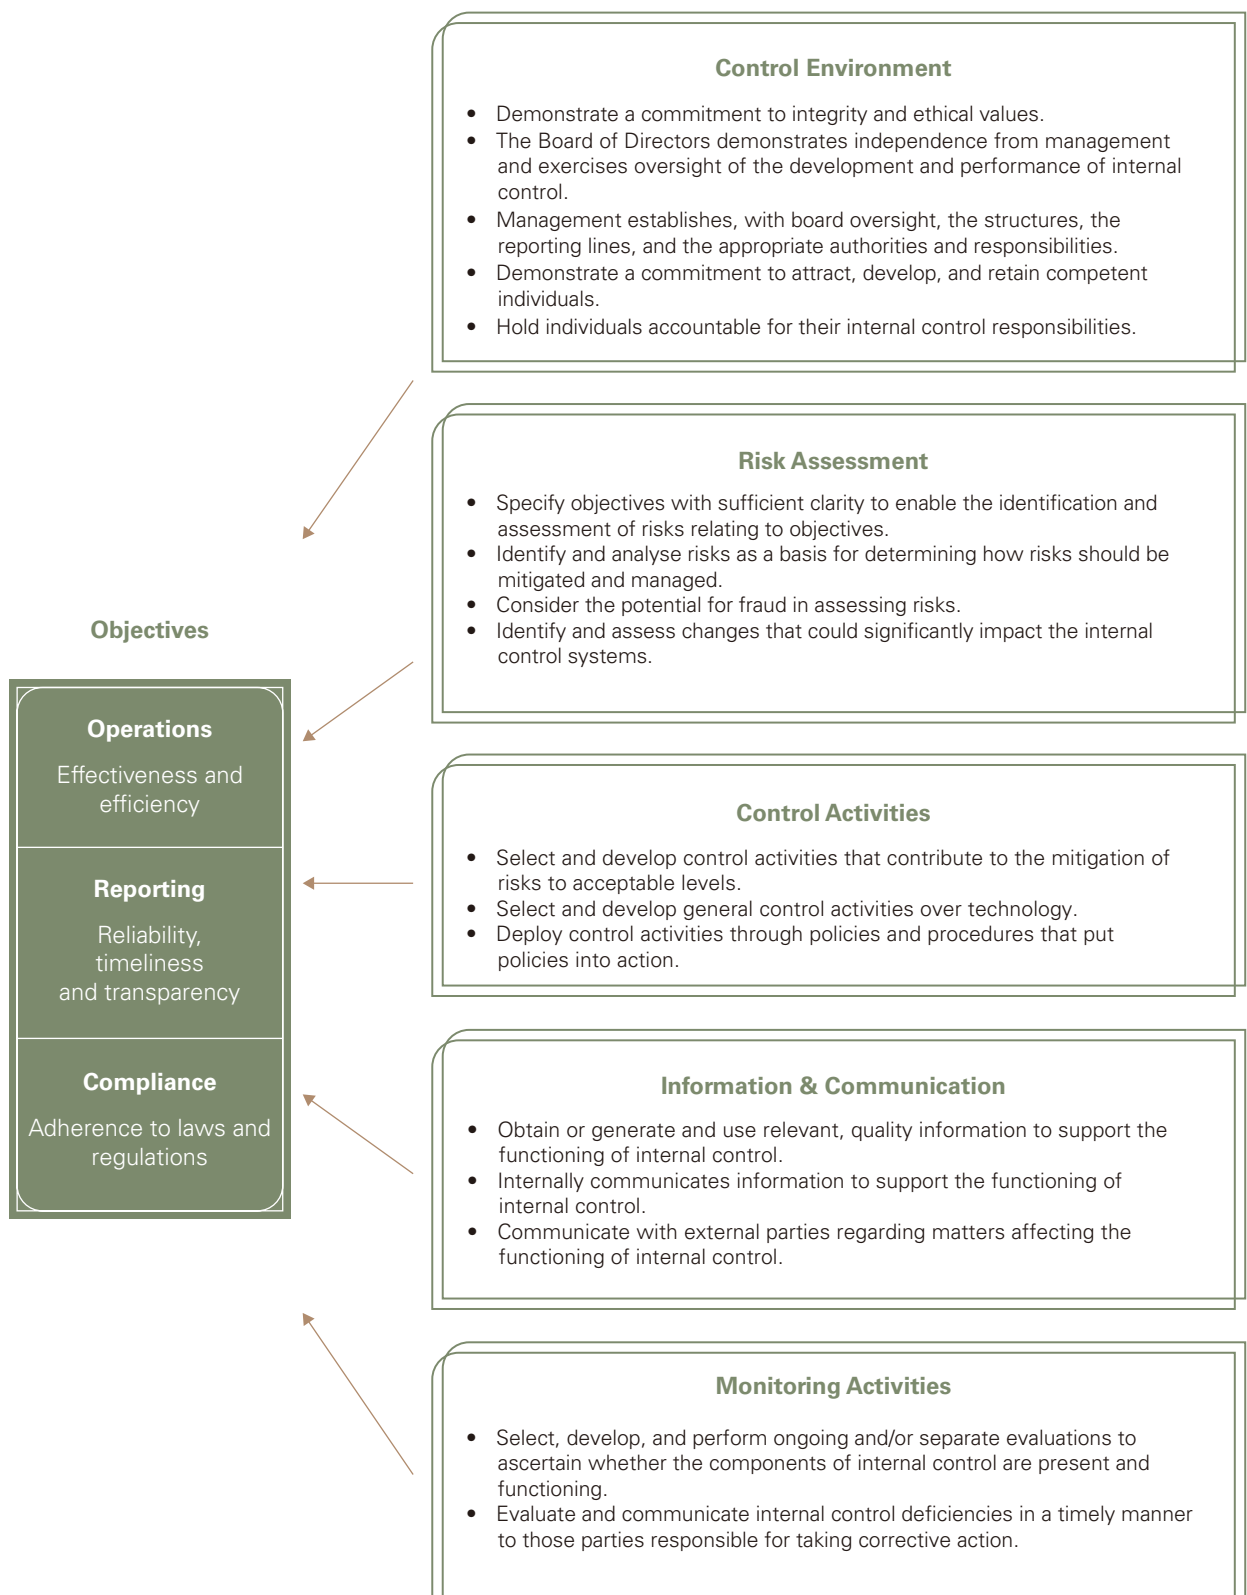 Control Environment
• Demonstrate a commitment to integrity and ethical values.
• The Board of Directors demonstrates independence from management
and exercises oversight of the development and performance of internal
control.
• Management establishes, with board oversight, the structures, the
reporting lines, and the appropriate authorities and responsibilities.
• Demonstrate a commitment to attract, develop, and retain competent
individuals.
• Hold individuals accountable for their internal control responsibilities.
Risk Assessment
• Specify objectives with sufficient clarity to enable the identification and
assessment of risks relating to objectives.
• Identify and analyse risks as a basis for determining how risks should be
mitigated and managed.
• Consider the potential for fraud in assessing risks.
• Identify and assess changes that could significantly impact the internal
control systems.
Objectives
Operations
Effectiveness and
efficiency
Reporting
Reliability,
timeliness
and transparency
Compliance
Adherence to laws and
regulations
Control Activities
• Select and develop control activities that contribute to the mitigation of
risks to acceptable levels.
• Select and develop general control activities over technology.
• Deploy control activities through policies and procedures that put
policies into action.
Information & Communication
• Obtain or generate and use relevant, quality information to support the
functioning of internal control.
• Internally communicates information to support the functioning of
internal control.
• Communicate with external parties regarding matters affecting the
functioning of internal control.
Monitoring Activities
• Select, develop, and perform ongoing and/or separate evaluations to
ascertain whether the components of internal control are present and
functioning.
• Evaluate and communicate internal control deficiencies in a timely manner
to those parties responsible for taking corrective action.